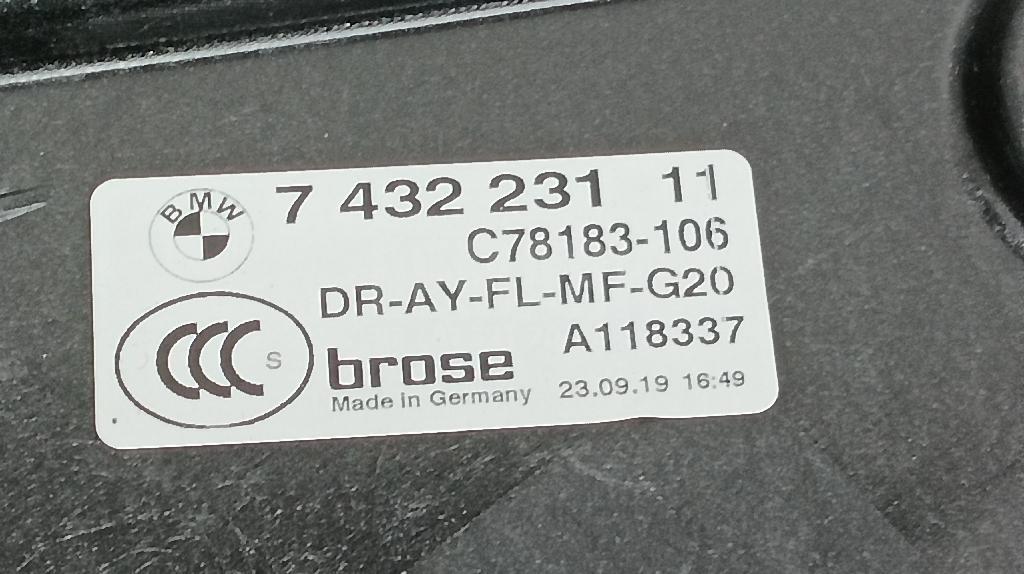 BMW
7 432 231 11
C78183-106
DR-AY-FL-MF-G20
A118337
CCC S
brose
Made in Germany
23.09.19 16:49